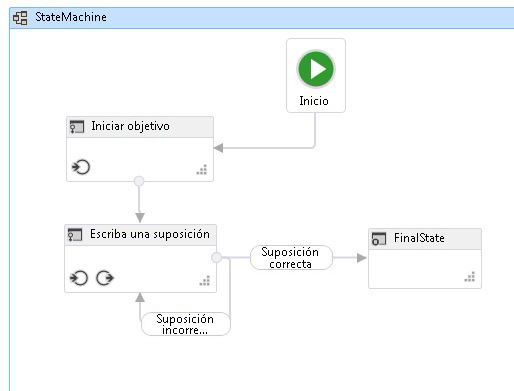 StateMachine
Inicio
Iniciar objetivo
Escriba una suposición
Suposición
correcta
FinalState
Suposición
incorre...